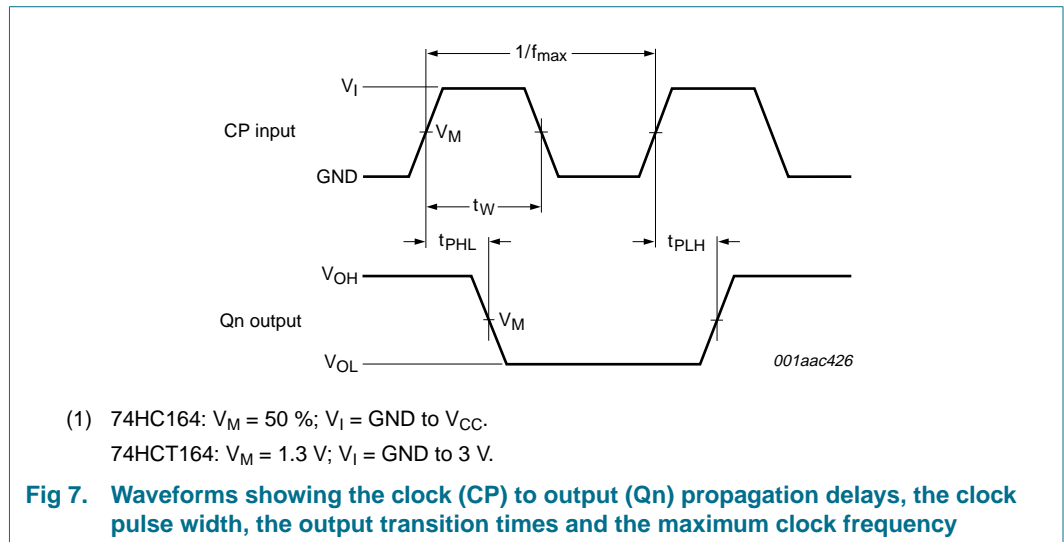 1/fmax
VI
CP input
VM
GND
tW
tPHL
tPLH
VOH
Qn output
VM
VOL
001aac426
(1) 74HC164: VM = 50 %; VI = GND to VCC.
74HCT164: VM = 1.3 V; VI = GND to 3 V.
Fig 7. Waveforms showing the clock (CP) to output (Qn) propagation delays, the clock
pulse width, the output transition times and the maximum clock frequency